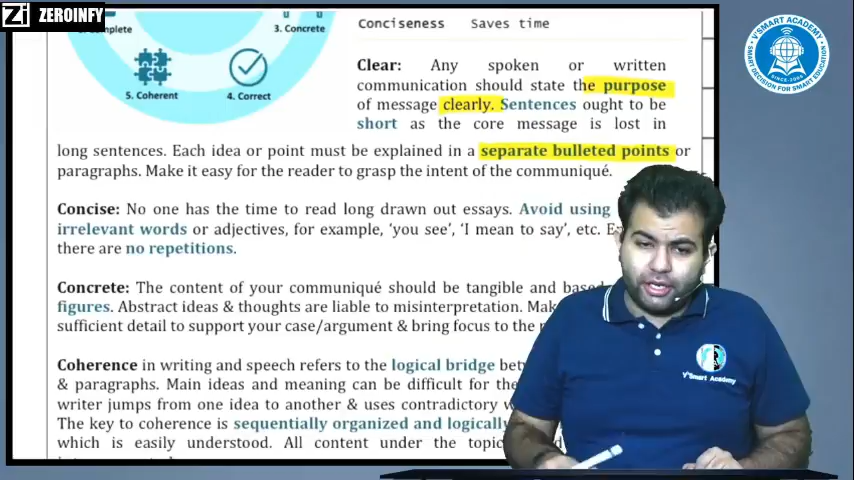 Zi ZEROINFY
3. Concrete
Conciseness Saves time
5. Coherent
4. Correct
Clear: Any spoken or written
communication should state the purpose
of message clearly. Sentences ought to be
short as the core message is lost in
long sentences. Each idea or point must be explained in a separate bulleted points or
paragraphs. Make it easy for the reader to grasp the intent of the communiqué.
Concise: No one has the time to read long drawn out essays. Avoid using
irrelevant words or adjectives, for example, 'you see', 'I mean to say', etc.
there are no repetitions.
Concrete: The content of your communiqué should be tangible and
figures. Abstract ideas & thoughts are liable to misinterpretation.
sufficient detail to support your case/argument & bring focus to the
Coherence in writing and speech refers to the logical bridge
& paragraphs. Main ideas and meaning can be difficult for the
writer jumps from one idea to another & uses contradictory
The key to coherence is sequentially organized and logically
which is easily understood. All content under the topic
V'SMART ACADEMY
SINCE-2004
SMART DECISION FOR SMART EDUCATION
V'Smart Academy